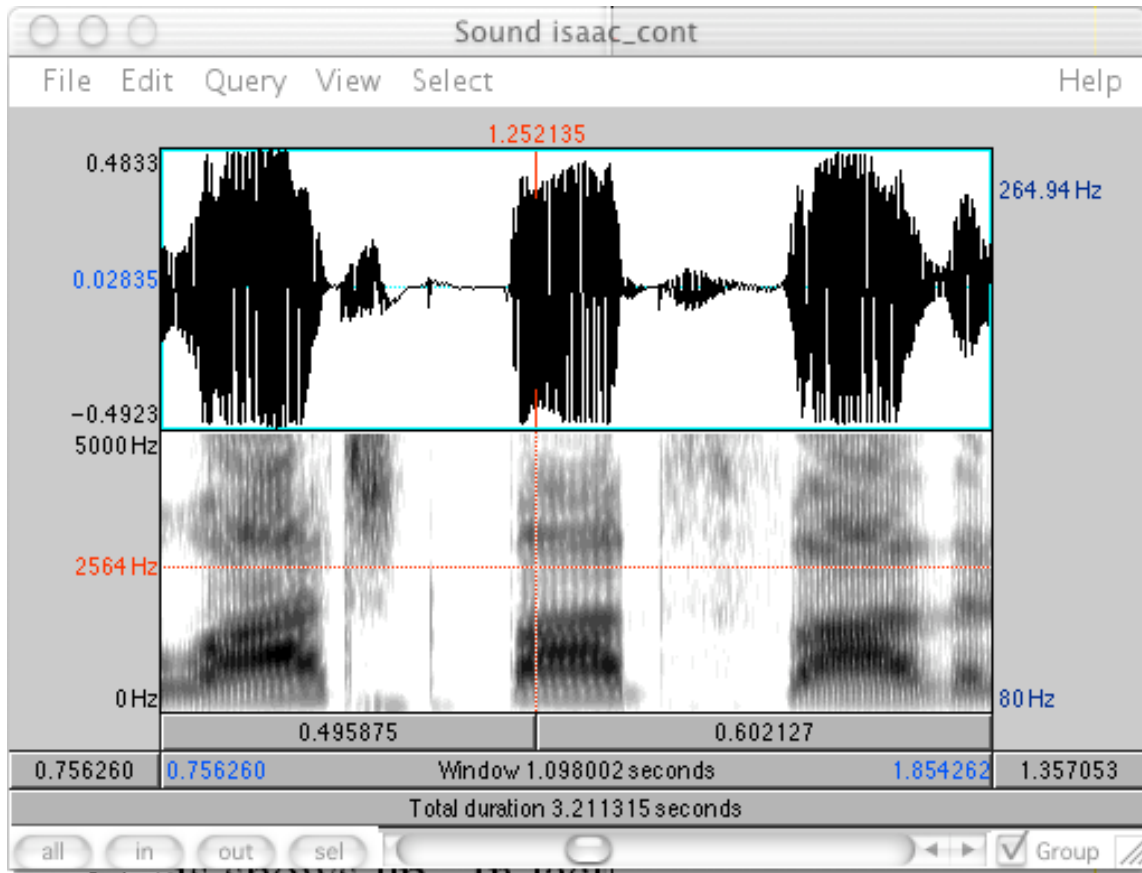 Sound isaac_cont
File Edit Query View Select Help
1.252135
0.4833
264.94 Hz
0.02835
-0.4923
5000 Hz
2564 Hz
0 Hz
80 Hz
0.495875 0.602127
0.756260 0.756260 Window 1.098002 seconds 1.854262 1.357053
Total duration 3.211315 seconds
all in out sel Group